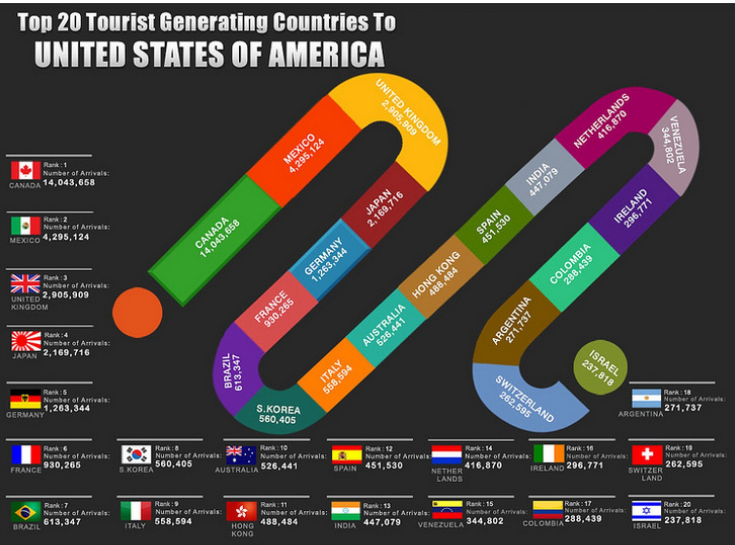 Top 20 Tourist Generating Countries To
UNITED STATES OF AMERICA
CANADA
14,043,658
MEXICO
4,295,124
UNITED KINGDOM
2,905,909
JAPAN
2,169,716
GERMANY
1,263,344
FRANCE
930,265
BRAZIL
613,347
S.KOREA
560,405
ITALY
558,594
AUSTRALIA
526,441
HONG KONG
488,484
SPAIN
451,530
INDIA
447,079
NETHERLANDS
416,870
VENEZUELA
344,802
IRELAND
296,771
COLOMBIA
288,439
ARGENTINA
271,737
SWITZERLAND
262,595
ISRAEL
237,818
Rank : 1
Number of Arrivals:
14,043,658
CANADA
Rank : 2
Number of Arrivals:
4,295,124
MEXICO
Rank : 3
Number of Arrivals:
2,905,909
UNITED
KINGDOM
Rank : 4
Number of Arrivals:
2,169,716
JAPAN
Rank : 5
Number of Arrivals:
1,263,344
GERMANY
Rank : 6
Number of Arrivals:
930,265
FRANCE
Rank : 7
Number of Arrivals:
613,347
BRAZIL
Rank : 8
Number of Arrivals:
560,405
S.KOREA
Rank : 9
Number of Arrivals:
558,594
ITALY
Rank : 10
Number of Arrivals:
526,441
AUSTRALIA
Rank : 11
Number of Arrivals:
488,484
HONG
KONG
Rank : 12
Number of Arrivals:
451,530
SPAIN
Rank : 13
Number of Arrivals:
447,079
INDIA
Rank : 14
Number of Arrivals:
416,870
NETHER
LANDS
Rank : 15
Number of Arrivals:
344,802
VENEZUELA
Rank : 16
Number of Arrivals:
296,771
IRELAND
Rank : 17
Number of Arrivals:
288,439
COLOMBIA
Rank : 18
Number of Arrivals:
271,737
ARGENTINA
Rank : 19
Number of Arrivals:
262,595
SWITZER
LAND
Rank : 20
Number of Arrivals:
237,818
ISRAEL